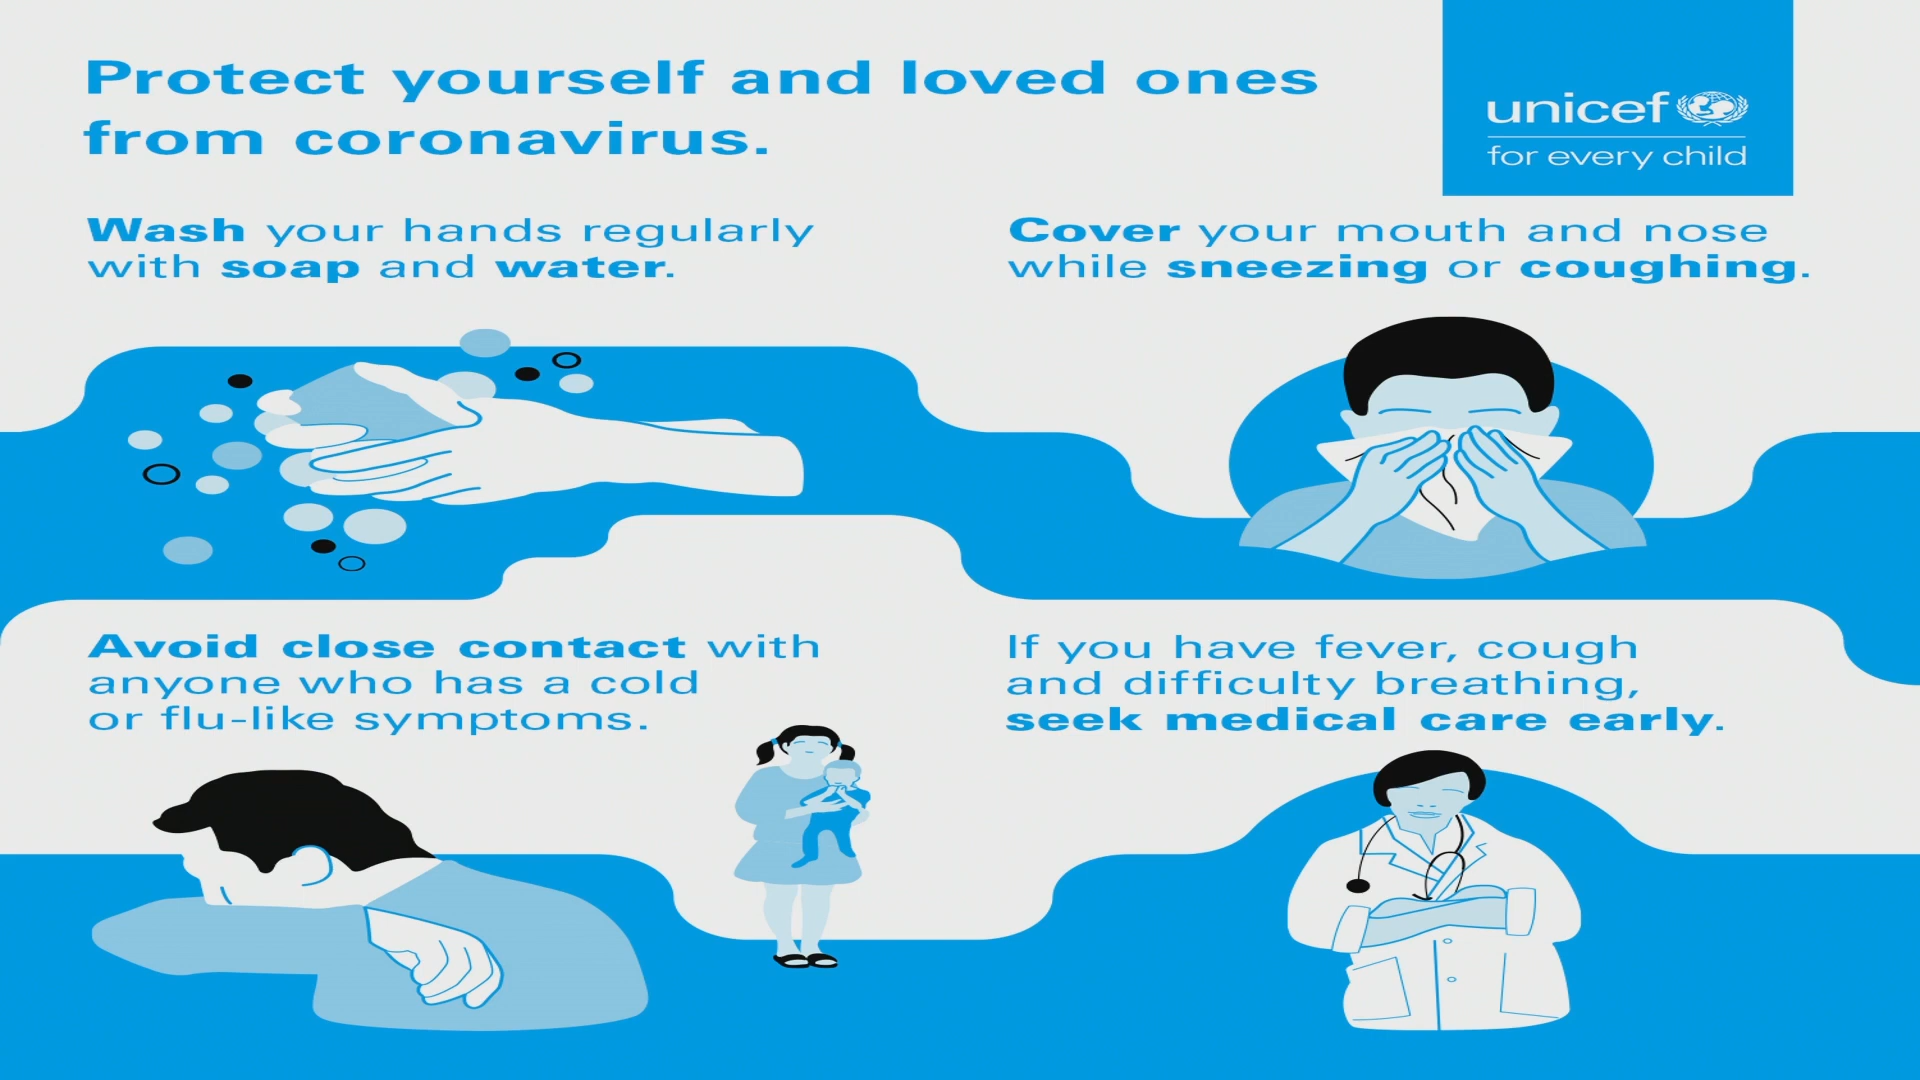 Protect yourself and loved ones
from coronavirus.
unicef
for every child
Wash your hands regularly
with soap and water.
Cover your mouth and nose
while sneezing or coughing.
Avoid close contact with
anyone who has a cold
or flu-like symptoms.
If you have fever, cough
and difficulty breathing,
seek medical care early.